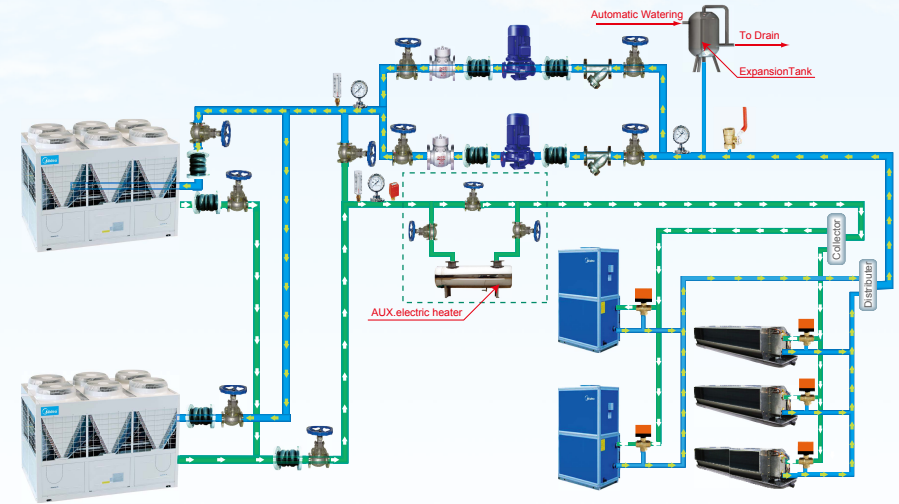 Automatic Watering
To Drain
ExpansionTank
Collector
Distributer
AUX.electric heater